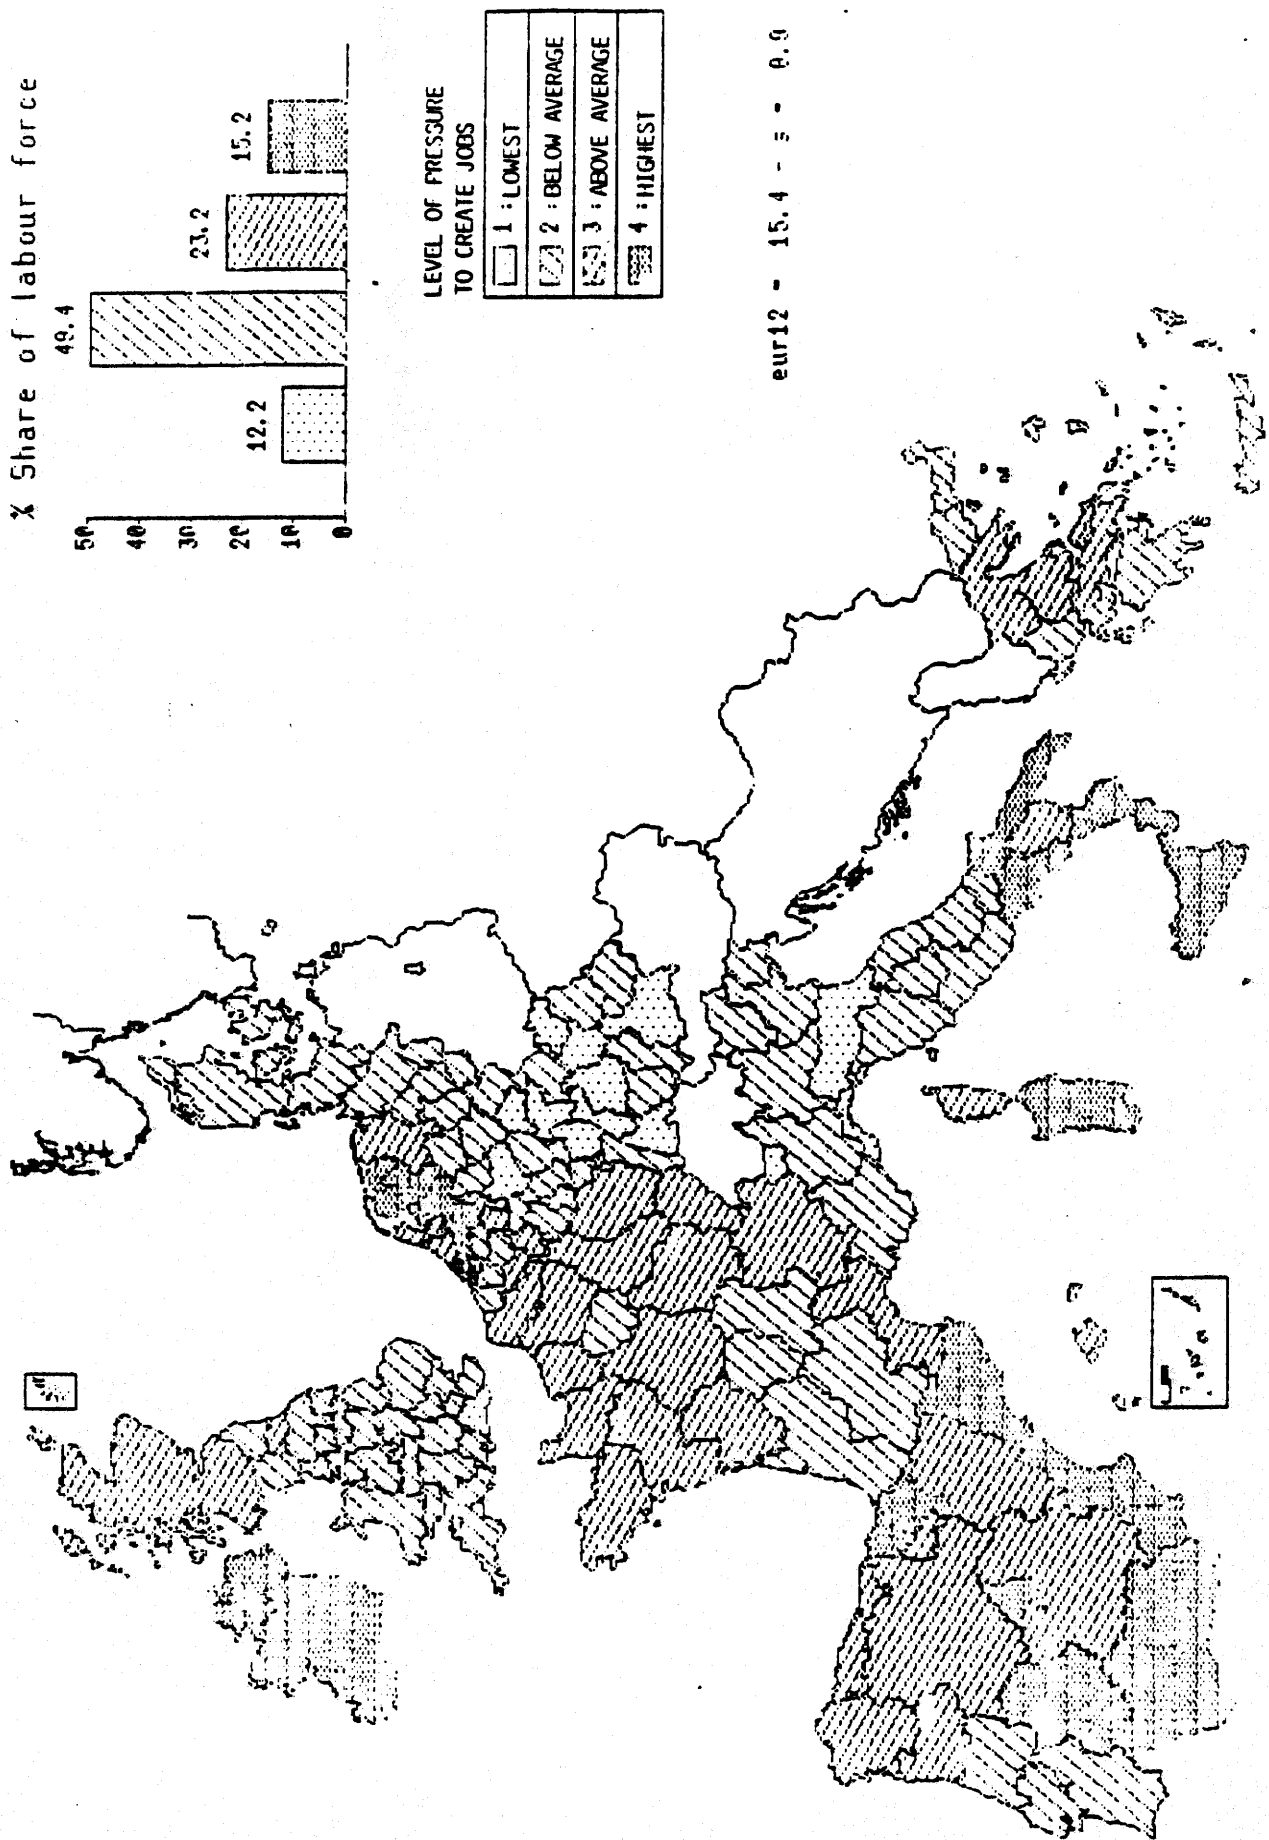 % Share of labour force
50
40
30
20
10
0
12.2
49.4
23.2
15.2
LEVEL OF PRESSURE
TO CREATE JOBS
1 : LOWEST
2 : BELOW AVERAGE
3 : ABOVE AVERAGE
4 : HIGHEST
eur12 - 15.4 - s - 0.9